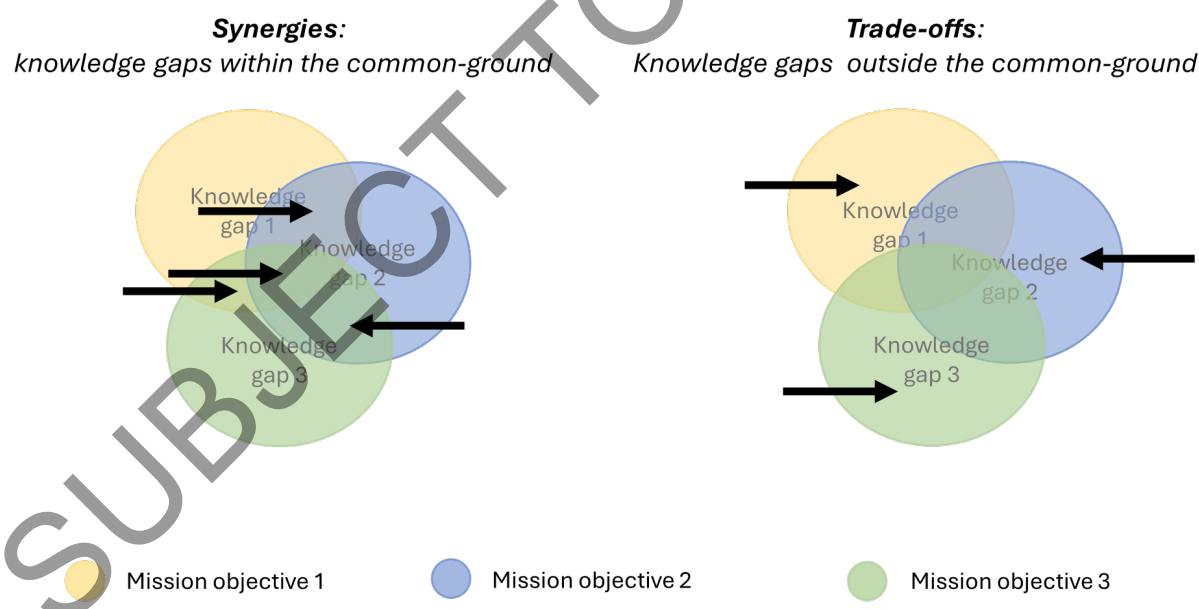 Synergies:
knowledge gaps within the common-ground
Knowledge
gap 1
Knowledge
gap 2
Knowledge
gap 3
Trade-offs:
Knowledge gaps  outside the common-ground
Knowledge
gap 1
Knowledge
gap 2
Knowledge
gap 3
Mission objective 1
Mission objective 2
Mission objective 3
SUBJECT TO